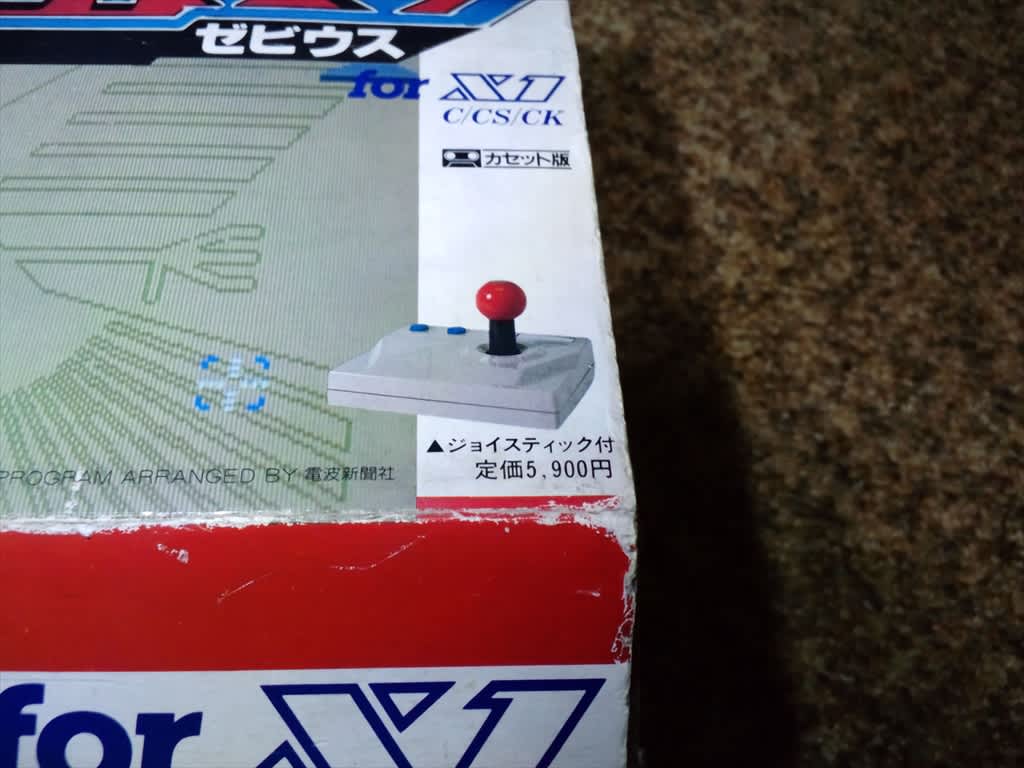 ゼビウス
for X1
C/CS/CK
カセット版
▲ジョイスティック付
定価5,900円
PROGRAM ARRANGED BY 電波新聞社
for X1